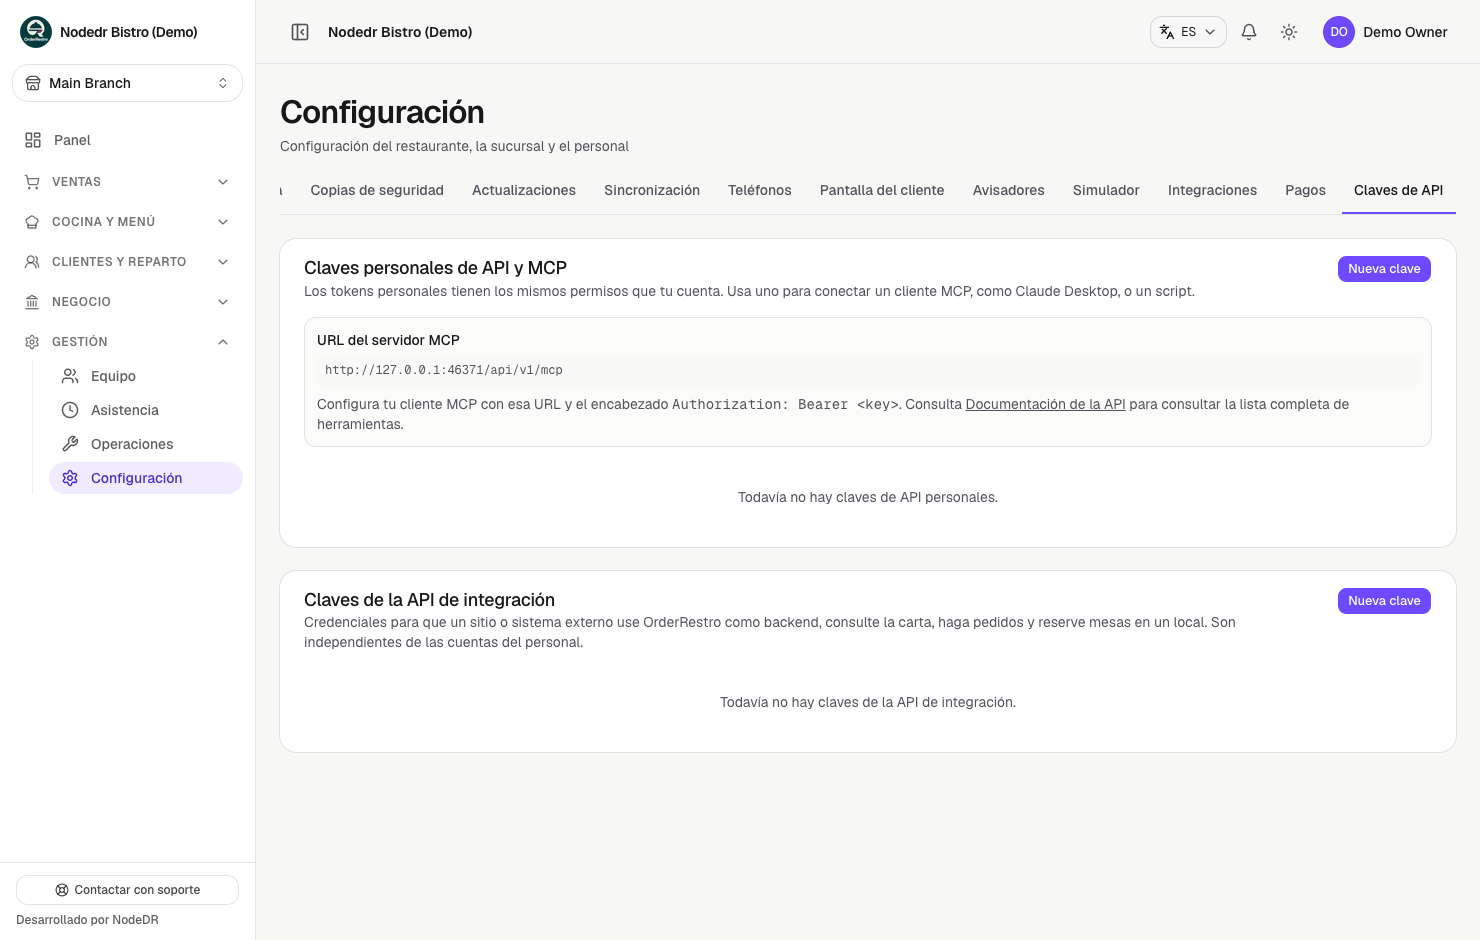 Nodedr Bistro (Demo)
Main Branch
Panel
VENTAS
COCINA Y MENÚ
CLIENTES Y REPARTO
NEGOCIO
GESTIÓN
Equipo
Asistencia
Operaciones
Configuración
Contactar con soporte
Desarrollado por NodeDR
Nodedr Bistro (Demo)
ES
DO
Demo Owner
Configuración
Configuración del restaurante, la sucursal y el personal
Copias de seguridad
Actualizaciones
Sincronización
Teléfonos
Pantalla del cliente
Avisadores
Simulador
Integraciones
Pagos
Claves de API
Claves personales de API y MCP
Nueva clave
Los tokens personales tienen los mismos permisos que tu cuenta. Usa uno para conectar un cliente MCP, como Claude Desktop, o un script.
URL del servidor MCP
http://127.0.0.1:46371/api/v1/mcp
Configura tu cliente MCP con esa URL y el encabezado Authorization: Bearer <key>. Consulta Documentación de la API para consultar la lista completa de
herramientas.
Todavía no hay claves de API personales.
Claves de la API de integración
Nueva clave
Credenciales para que un sitio o sistema externo use OrderRestro como backend, consulte la carta, haga pedidos y reserve mesas en un local. Son
independientes de las cuentas del personal.
Todavía no hay claves de la API de integración.